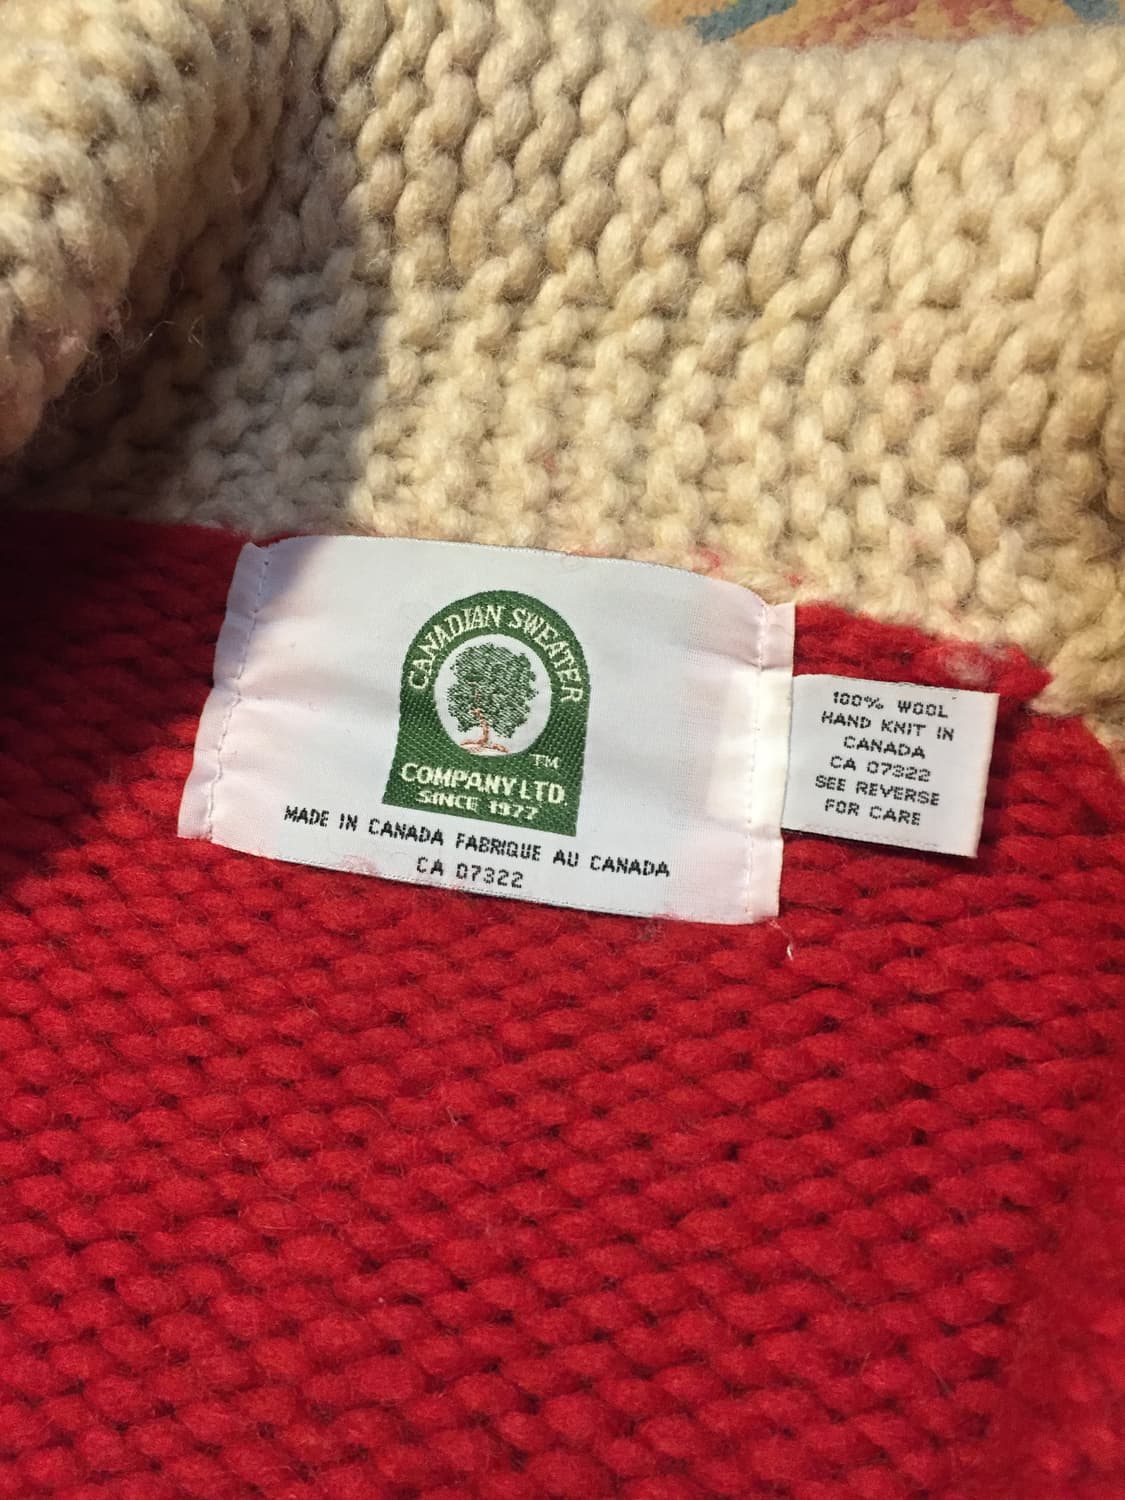 CANADIAN SWEATER
TM
COMPANY LTD
SINCE 1977
MADE IN CANADA FABRIQUE AU CANADA
CA 07322
100% WOOL
HAND KNIT IN
CANADA
CA 07322
SEE REVERSE
FOR CARE